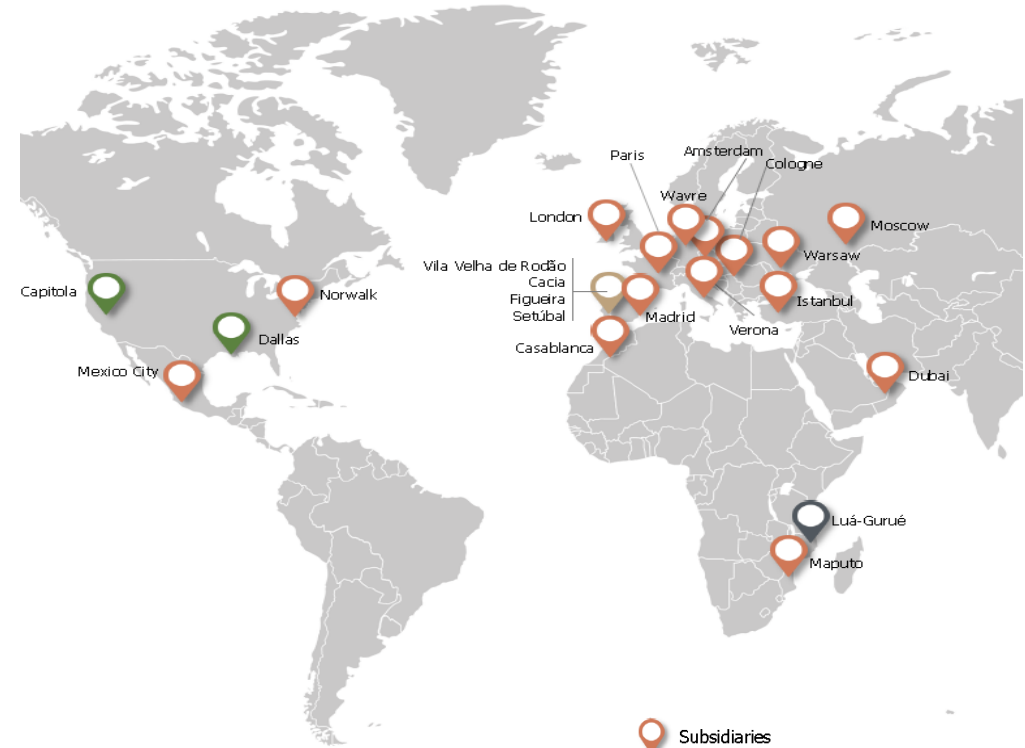 Paris
Amsterdam
Cologne
Wavre
London
Moscow
Warsaw
Vila Velha de Rodão
Cacia
Figueira
Setúbal
Capitola
Norwalk
Istanbul
Madrid
Verona
Dallas
Casablanca
Mexico City
Dubai
Luá-Gurué
Maputo
Subsidiaries